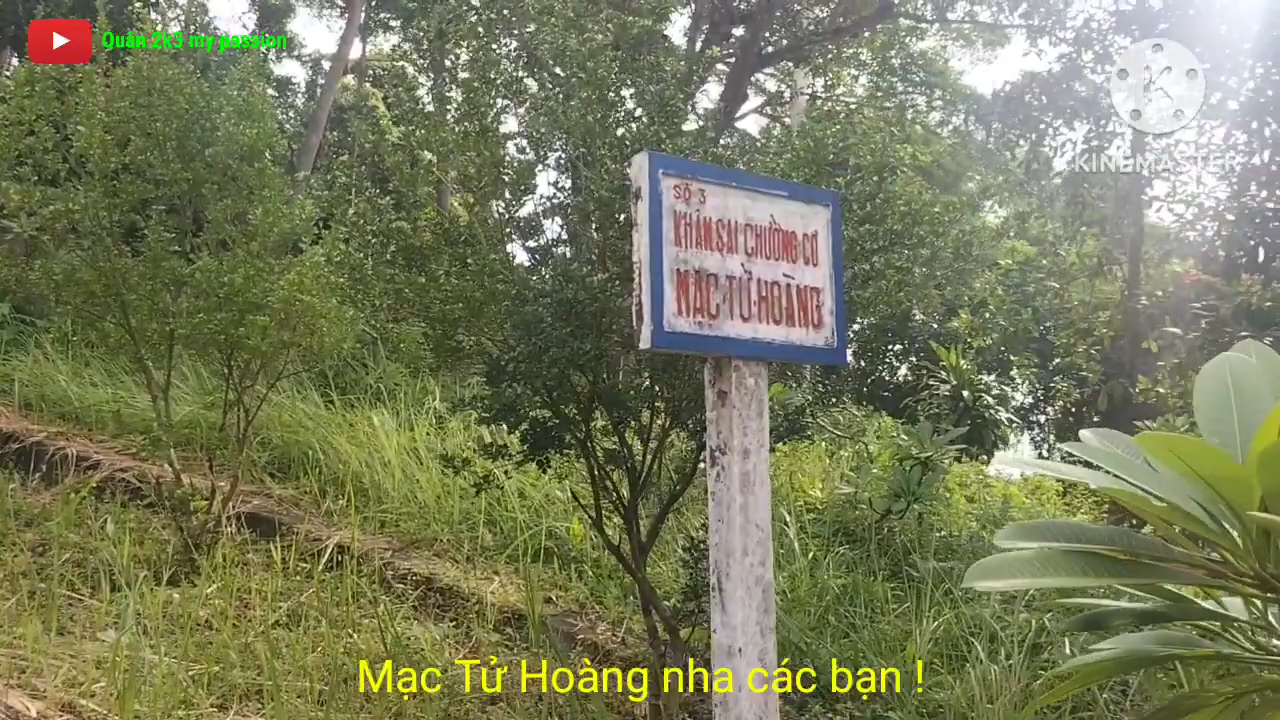 Quân 2k3 my passion
KINEMASTER
SỐ 3
KHÂM SAI CHƯỞNG CƠ
MẠC TỬ HOÀNG
Mạc Tử Hoàng nha các bạn !